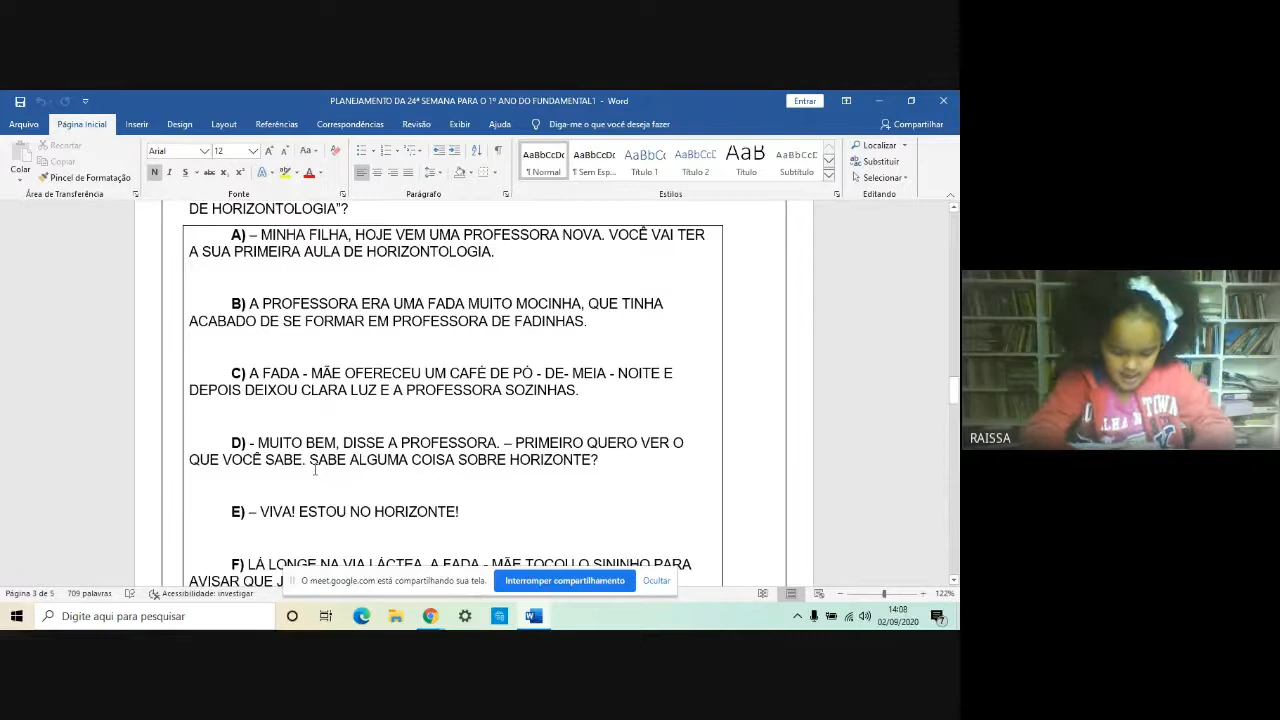 PLANEJAMENTO DA 24ª SEMANA PARA O 1º ANO DO FUNDAMENTAL1 - Word
Entrar
Arquivo Página Inicial Inserir Design Layout Referências Correspondências Revisão Exibir Ajuda Diga-me o que você deseja fazer Compartilhar
Colar
Recortar
Copiar
Pincel de Formatação
Área de Transferência
Arial 12
Fonte
Parágrafo
AaBbCcDc AaBbCcDc AaBbCc AaBbCcD AaB AaBbCcD
¶ Normal ¶ Sem Esp... Título 1 Título 2 Título Subtítulo
Estilos
Localizar
Substituir
Selecionar
Editando
DE HORIZONTOLOGIA"?
A) – MINHA FILHA, HOJE VEM UMA PROFESSORA NOVA. VOCÊ VAI TER
A SUA PRIMEIRA AULA DE HORIZONTOLOGIA.
B) A PROFESSORA ERA UMA FADA MUITO MOCINHA, QUE TINHA
ACABADO DE SE FORMAR EM PROFESSORA DE FADINHAS.
C) A FADA - MÃE OFERECEU UM CAFÉ DE PÓ - DE- MEIA - NOITE E
DEPOIS DEIXOU CLARA LUZ E A PROFESSORA SOZINHAS.
D) - MUITO BEM, DISSE A PROFESSORA. – PRIMEIRO QUERO VER O
QUE VOCÊ SABE. SABE ALGUMA COISA SOBRE HORIZONTE?
E) – VIVA! ESTOU NO HORIZONTE!
F) LÁ LONGE NA VIA LÁCTEA, A FADA - MÃE TOCOU O SININHO PARA
AVISAR QUE J
O meet.google.com está compartilhando sua tela. Interromper compartilhamento Ocultar
Página 3 de 5 709 palavras Acessibilidade: investigar 122%
Digite aqui para pesquisar
14:08
02/09/2020
RAISSA